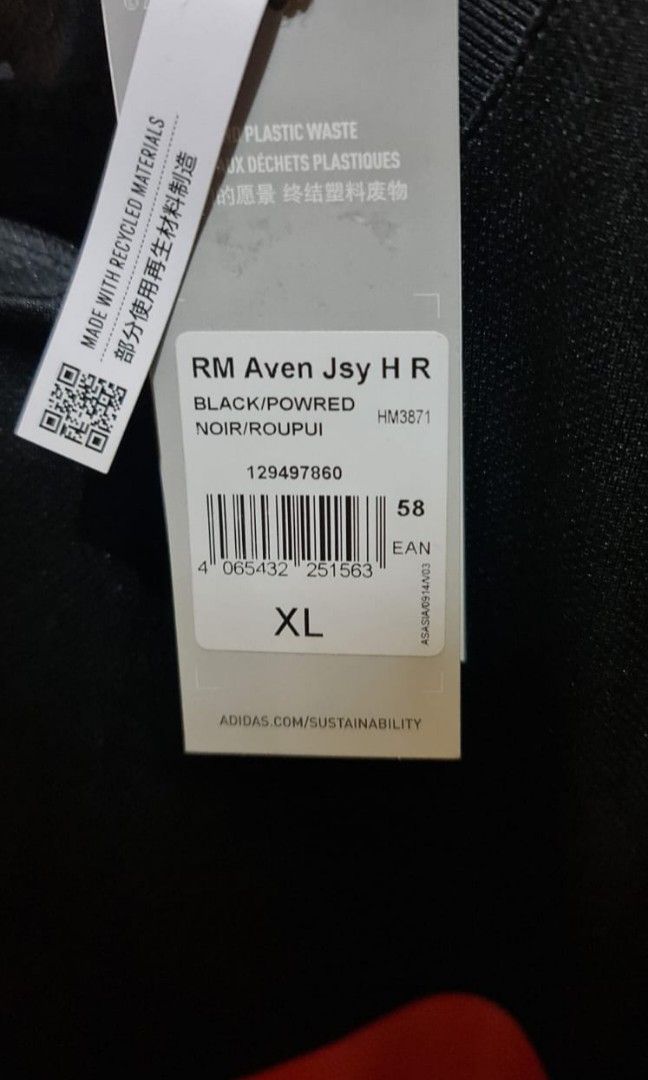 PLASTIC WASTE
DÉCHETS PLASTIQUES
的愿景 终结塑料废物
MADE WITH RECYCLED MATERIALS
部分使用再生材料制造
RM Aven Jsy H R
BLACK/POWRED
NOIR/ROUPUI
HM3871
129497860
58
EAN
4 065432 251563
XL
ASASIA/0914/V03
ADIDAS.COM/SUSTAINABILITY